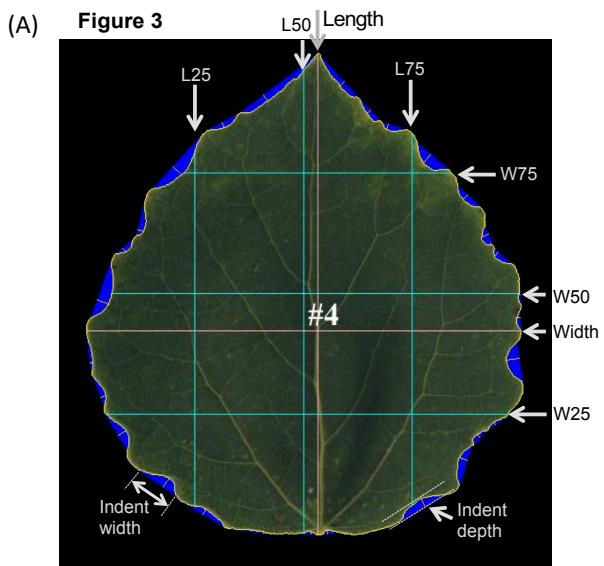 (A) Figure 3
L50 Length
L25
L75
W75
W50
#4
Width
W25
Indent
width
Indent
depth